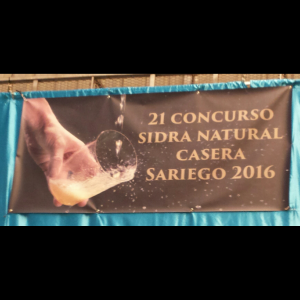 21 CONCURSO
SIDRA NATURAL
CASERA
SARIEGO 2016